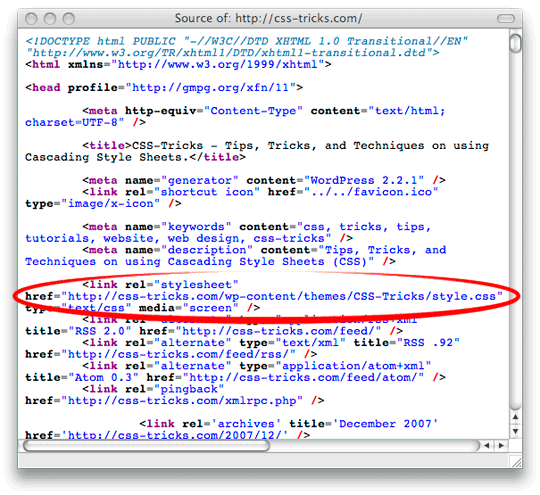 Source of: http://css-tricks.com/
<!DOCTYPE html PUBLIC "-//W3C//DTD XHTML 1.0 Transitional//EN"
"http://www.w3.org/TR/xhtml1/DTD/xhtml1-transitional.dtd">
<html xmlns="http://www.w3.org/1999/xhtml">
<head profile="http://gmpg.org/xfn/11">
<meta http-equiv="Content-Type" content="text/html;
charset=UTF-8" />
<title>CSS-Tricks - Tips, Tricks, and Techniques on using
Cascading Style Sheets.</title>
<meta name="generator" content="WordPress 2.2.1" />
<link rel="shortcut icon" href="../../favicon.ico"
type="image/x-icon" />
<meta name="keywords" content="css, tricks, tips,
tutorials, website, web design, css-tricks" />
<meta name="description" content="Tips, Tricks, and
Techniques on using Cascading Style Sheets (CSS)" />
<link rel="stylesheet"
href="http://css-tricks.com/wp-content/themes/CSS-Tricks/style.css"
type="text/css" media="screen" />
<link rel="alternate" type="application/rss+xml"
title="RSS 2.0" href="http://css-tricks.com/feed/" />
<link rel="alternate" type="text/xml" title="RSS .92"
href="http://css-tricks.com/feed/rss/" />
<link rel="alternate" type="application/atom+xml"
title="Atom 0.3" href="http://css-tricks.com/feed/atom/" />
<link rel="pingback"
href="http://css-tricks.com/xmlrpc.php" />
<link rel='archives' title='December 2007'
href='http://css-tricks.com/2007/12/' />